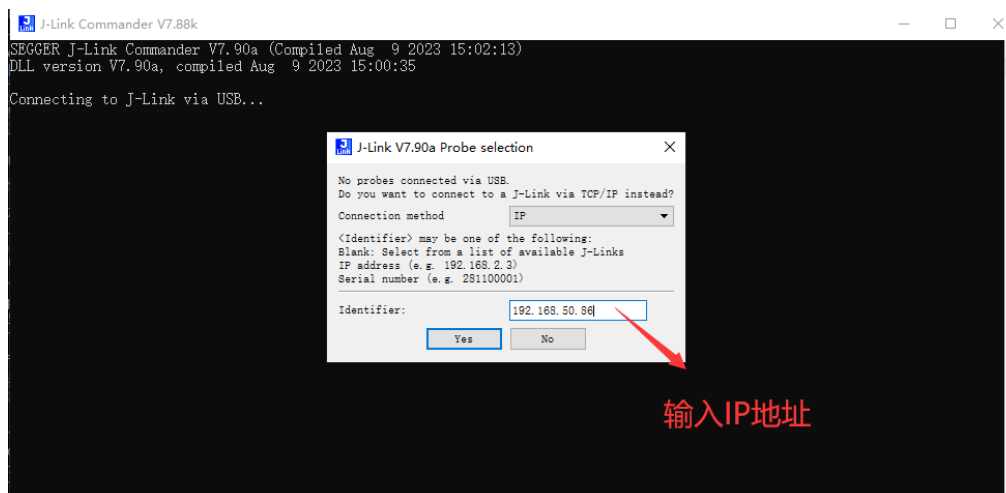 J-Link Commander V7.88k
SEGGER J-Link Commander V7.90a (Compiled Aug  9 2023 15:02:13)
DLL version V7.90a, compiled Aug  9 2023 15:00:35
Connecting to J-Link via USB...
J-Link V7.90a Probe selection
No probes connected via USB.
Do you want to connect to a J-Link via TCP/IP instead?
Connection method IP
<Identifier> may be one of the following:
Blank: Select from a list of available J-Links
IP address (e.g. 192.168.2.3)
Serial number (e.g. 281100001)
Identifier: 192.168.50.86
Yes No
输入IP地址